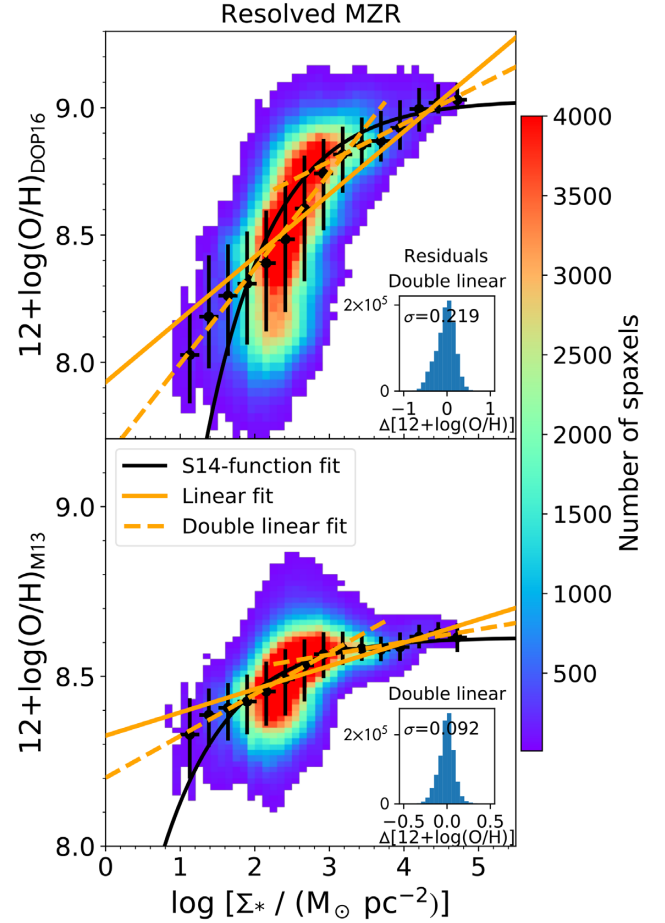 Resolved MZR
12+log(O/H)DOP16
9.0
8.5
8.0
Residuals
Double linear
2×10⁵
σ=0.219
0
−1 0 1
Δ[12+log(O/H)]
4000
3500
3000
2500
2000
1500
1000
500
Number of spaxels
S14-function fit
Linear fit
Double linear fit
12+log(O/H)M13
9.0
8.5
8.0
Double linear
2×10⁵
σ=0.092
0
−0.5 0.0 0.5
Δ[12+log(O/H)]
0 1 2 3 4 5
log [Σ* / (M⊙ pc⁻²)]